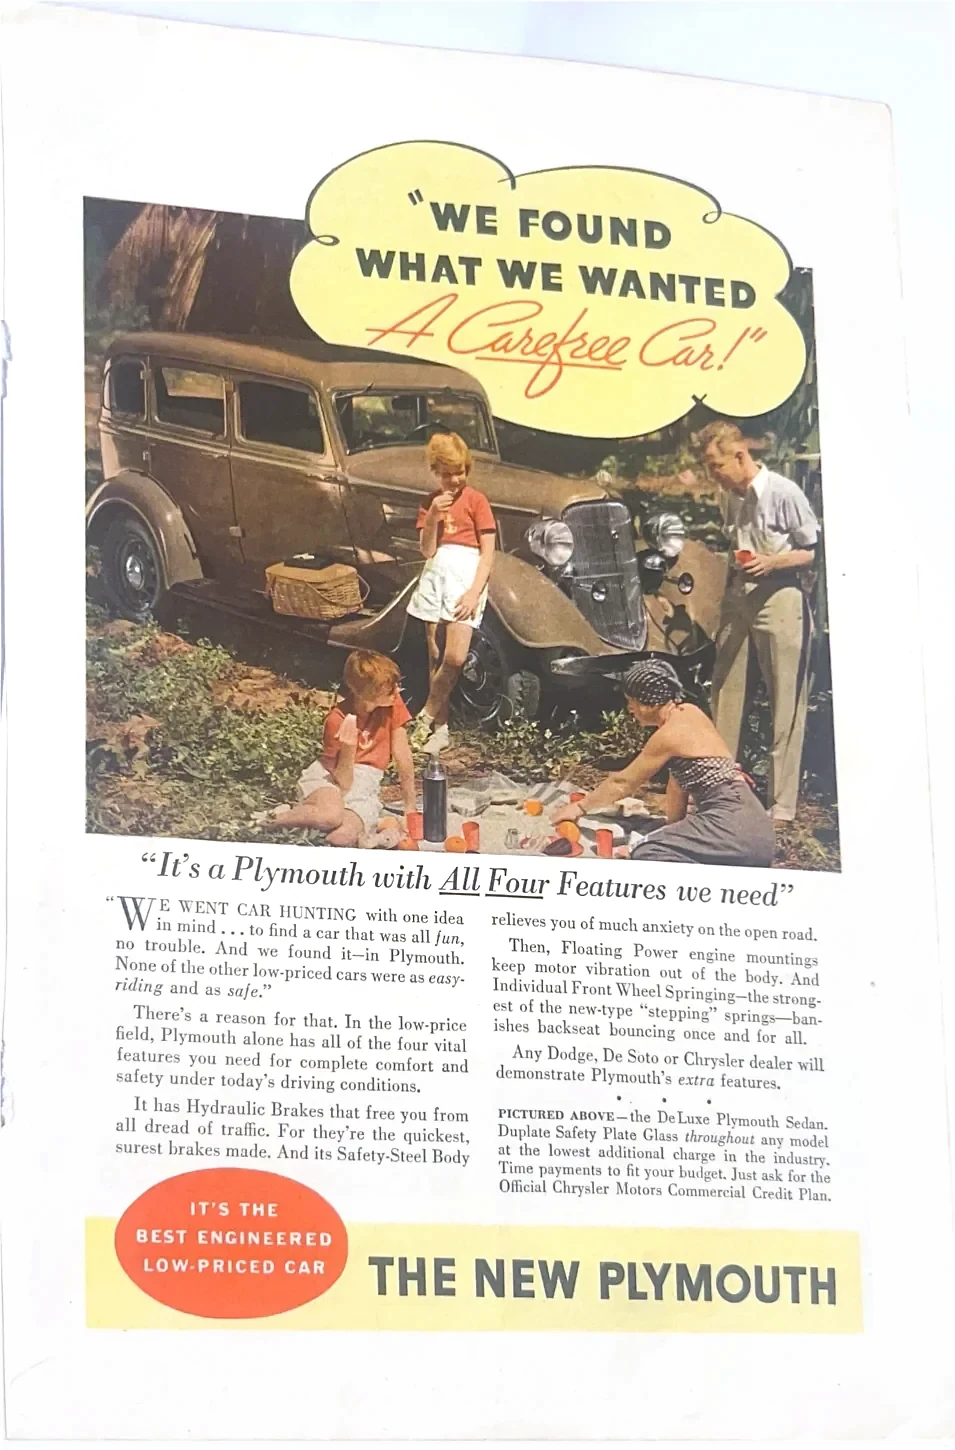 "WE FOUND
WHAT WE WANTED
A Carefree Car!"
"It's a Plymouth with All Four Features we need"
"WE WENT CAR HUNTING with one idea
in mind ... to find a car that was all fun,
no trouble. And we found it—in Plymouth.
None of the other low-priced cars were as easy-
riding and as safe."
There's a reason for that. In the low-price
field, Plymouth alone has all of the four vital
features you need for complete comfort and
safety under today's driving conditions.
It has Hydraulic Brakes that free you from
all dread of traffic. For they're the quickest,
surest brakes made. And its Safety-Steel Body
relieves you of much anxiety on the open road.
Then, Floating Power engine mountings
keep motor vibration out of the body. And
Individual Front Wheel Springing—the strong-
est of the new-type "stepping" springs—ban-
ishes backseat bouncing once and for all.
Any Dodge, De Soto or Chrysler dealer will
demonstrate Plymouth's extra features.
• • •
PICTURED ABOVE—the De Luxe Plymouth Sedan.
Duplate Safety Plate Glass throughout any model
at the lowest additional charge in the industry.
Time payments to fit your budget. Just ask for the
Official Chrysler Motors Commercial Credit Plan.
IT'S THE
BEST ENGINEERED
LOW-PRICED CAR
THE NEW PLYMOUTH